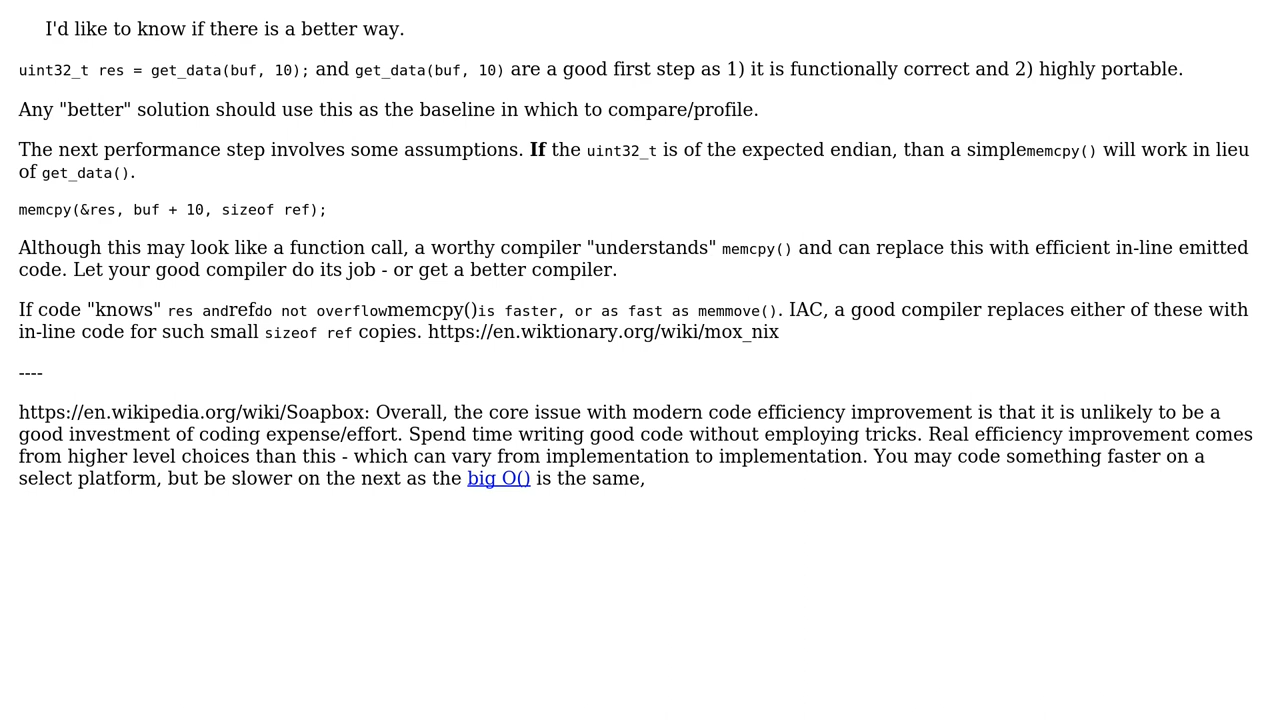 I'd like to know if there is a better way.
uint32_t res = get_data(buf, 10); and get_data(buf, 10) are a good first step as 1) it is functionally correct and 2) highly portable.
Any "better" solution should use this as the baseline in which to compare/profile.
The next performance step involves some assumptions. If the uint32_t is of the expected endian, than a simplememcpy() will work in lieu
of get_data().
memcpy(&res, buf + 10, sizeof ref);
Although this may look like a function call, a worthy compiler "understands" memcpy() and can replace this with efficient in-line emitted
code. Let your good compiler do its job - or get a better compiler.
If code "knows" res andrefdo not overflowmemcpy()is faster, or as fast as memmove(). IAC, a good compiler replaces either of these with
in-line code for such small sizeof ref copies. https://en.wiktionary.org/wiki/mox_nix
----
https://en.wikipedia.org/wiki/Soapbox: Overall, the core issue with modern code efficiency improvement is that it is unlikely to be a
good investment of coding expense/effort. Spend time writing good code without employing tricks. Real efficiency improvement comes
from higher level choices than this - which can vary from implementation to implementation. You may code something faster on a
select platform, but be slower on the next as the big O() is the same,